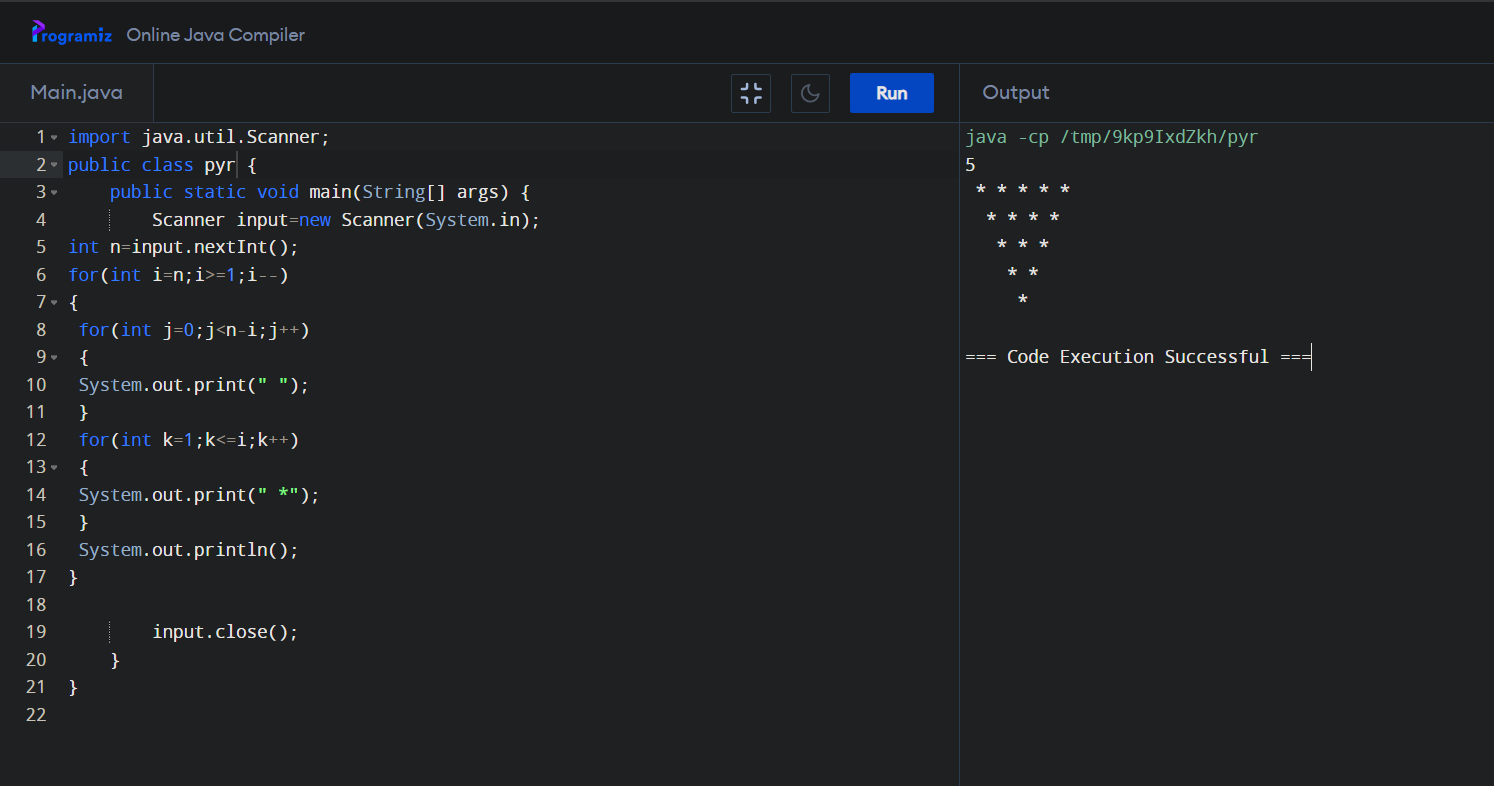 Programiz Online Java Compiler
Main.java
Run
Output
1 import java.util.Scanner;
2 public class pyr {
3     public static void main(String[] args) {
4         Scanner input=new Scanner(System.in);
5 int n=input.nextInt();
6 for(int i=n;i>=1;i--)
7 {
8  for(int j=0;j<n-i;j++)
9  {
10  System.out.print(" ");
11  }
12  for(int k=1;k<=i;k++)
13  {
14  System.out.print(" *");
15  }
16  System.out.println();
17 }
18
19         input.close();
20     }
21 }
22
java -cp /tmp/9kp9IxdZkh/pyr
5
 * * * * *
  * * * *
   * * *
    * *
     *
=== Code Execution Successful ===